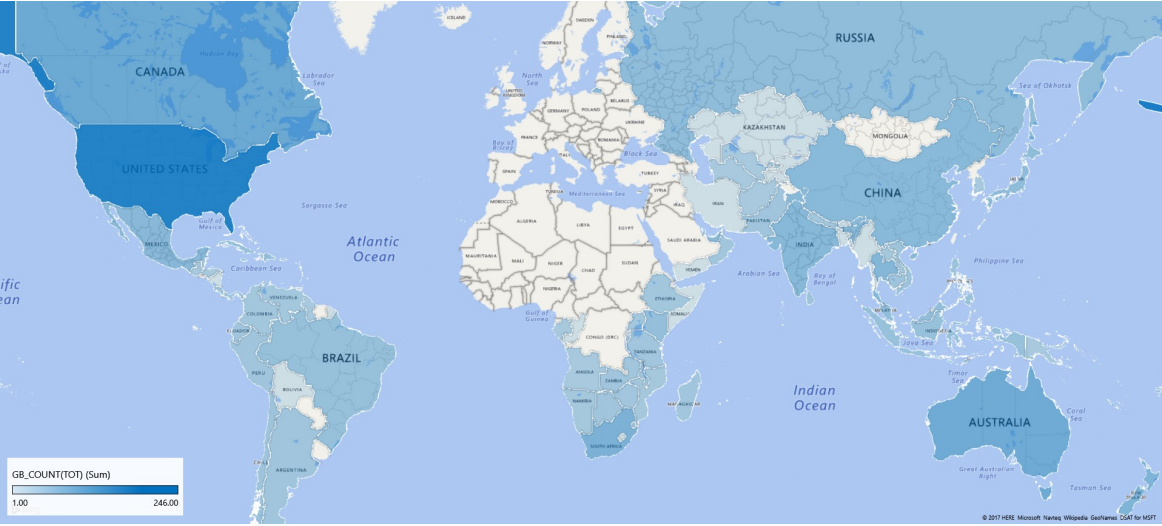 ICELAND
SWEDEN
NORWAY
FINLAND
RUSSIA
Hudson Bay
CANADA
Labrador
Sea
North
Sea
UNITED
KINGDOM
Sea of Okhotsk
GERMANY
POLAND
BELARUS
UKRAINE
FRANCE
ROMANIA
KAZAKHSTAN
MONGOLIA
Bay of
Biscay
ITALY
Black Sea
UNITED STATES
SPAIN
TURKEY
CHINA
Sargasso Sea
TUNISIA
Mediterranean Sea
SYRIA
IRAQ
IRAN
MOROCCO
Gulf of
Mexico
ALGERIA
LIBYA
EGYPT
PAKISTAN
Atlantic
Ocean
MEXICO
SAUDI ARABIA
INDIA
MAURITANIA
MALI
NIGER
CHAD
SUDAN
YEMEN
Arabian Sea
Bay of
Bengal
Philippine Sea
Caribbean Sea
NIGERIA
ETHIOPIA
VENEZUELA
COLOMBIA
Gulf of
Guinea
SOMALI
ECUADOR
CONGO (DRC)
INDONESIA
Java Sea
BRAZIL
TANZANIA
PERU
ANGOLA
ZAMBIA
Timor
Sea
BOLIVIA
Indian
Ocean
NAMIBIA
MADAGASCAR
Coral
Sea
AUSTRALIA
SOUTH AFRICA
CHILE
ARGENTINA
Great Australian
Bight
Tasman Sea
GB_COUNT(TOT) (Sum)
1.00 246.00
© 2017 HERE Microsoft Navteq Wikipedia GeoNames DSAT for MSFT